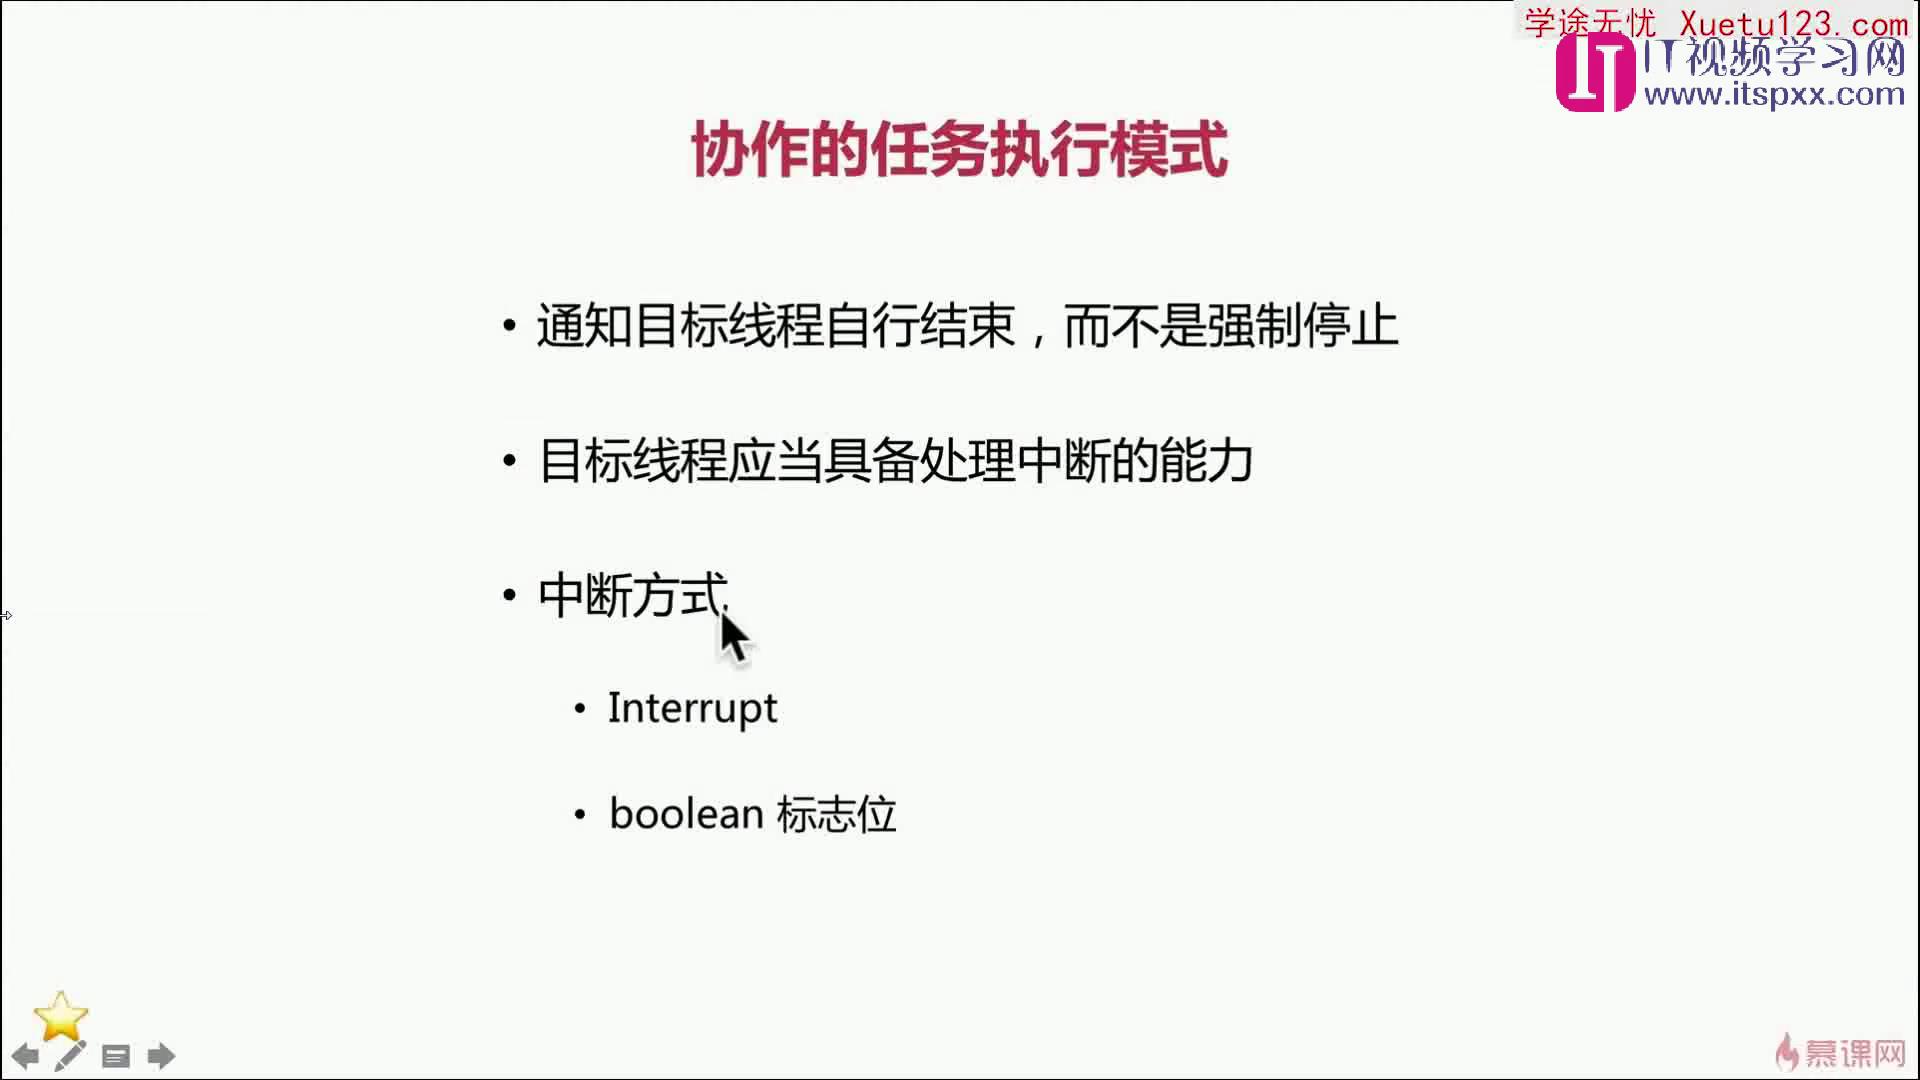 学途无忧 Xuetu123.com
IT视频学习网
www.itspxx.com
协作的任务执行模式
• 通知目标线程自行结束，而不是强制停止
• 目标线程应当具备处理中断的能力
• 中断方式
• Interrupt
• boolean 标志位
慕课网